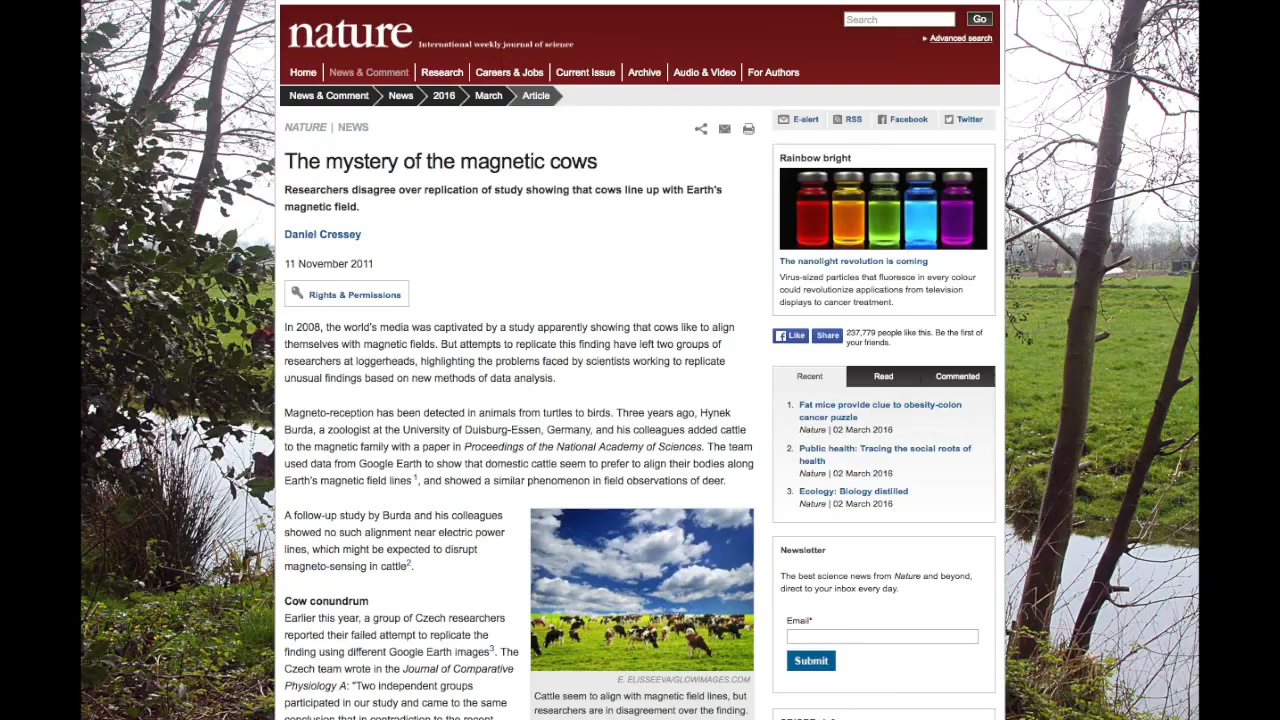 nature International weekly journal of science
Search Go
Advanced search
Home News & Comment Research Careers & Jobs Current Issue Archive Audio & Video For Authors
News & Comment News 2016 March Article
NATURE | NEWS
The mystery of the magnetic cows
Researchers disagree over replication of study showing that cows line up with Earth's
magnetic field.
Daniel Cressey
11 November 2011
Rights & Permissions
In 2008, the world's media was captivated by a study apparently showing that cows like to align
themselves with magnetic fields. But attempts to replicate this finding have left two groups of
researchers at loggerheads, highlighting the problems faced by scientists working to replicate
unusual findings based on new methods of data analysis.
Magneto-reception has been detected in animals from turtles to birds. Three years ago, Hynek
Burda, a zoologist at the University of Duisburg-Essen, Germany, and his colleagues added cattle
to the magnetic family with a paper in Proceedings of the National Academy of Sciences. The team
used data from Google Earth to show that domestic cattle seem to prefer to align their bodies along
Earth's magnetic field lines1, and showed a similar phenomenon in field observations of deer.
A follow-up study by Burda and his colleagues
showed no such alignment near electric power
lines, which might be expected to disrupt
magneto-sensing in cattle2.
Cow conundrum
Earlier this year, a group of Czech researchers
reported their failed attempt to replicate the
finding using different Google Earth images3. The
Czech team wrote in the Journal of Comparative
Physiology A: "Two independent groups
participated in our study and came to the same
conclusion that in contradiction to the recent
E. ELISSEEVA/GLOWIMAGES.COM
Cattle seem to align with magnetic field lines, but
researchers are in disagreement over the finding.
E-alert RSS Facebook Twitter
Rainbow bright
The nanolight revolution is coming
Virus-sized particles that fluoresce in every colour
could revolutionize applications from television
displays to cancer treatment.
Like Share 237,779 people like this. Be the first of
your friends.
Recent Read Commented
1. Fat mice provide clue to obesity-colon
cancer puzzle
Nature | 02 March 2016
2. Public health: Tracing the social roots of
health
Nature | 02 March 2016
3. Ecology: Biology distilled
Nature | 02 March 2016
Newsletter
The best science news from Nature and beyond,
direct to your inbox every day.
Email*
Submit